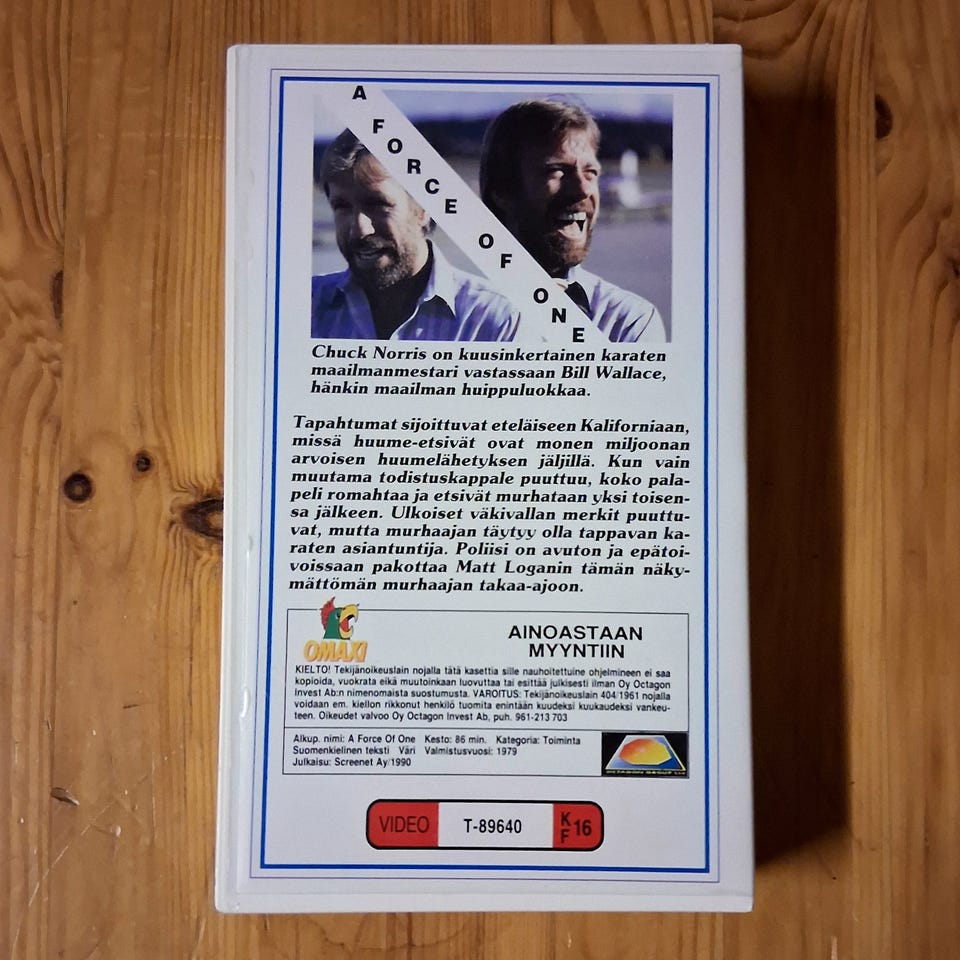 A FORCE OF ONE
Chuck Norris on kuusinkertainen karaten
maailmanmestari vastassaan Bill Wallace,
hänkin maailman huippuluokkaa.
Tapahtumat sijoittuvat eteläiseen Kaliforniaan,
missä huume-etsivät ovat monen miljoonan
arvoisen huumelähetyksen jäljillä. Kun vain
muutama todistuskappale puuttuu, koko pala-
peli romahtaa ja etsivät murhataan yksi toisen-
sa jälkeen. Ulkoiset väkivallan merkit puuttu-
vat, mutta murhaajan täytyy olla tappavan ka-
raten asiantuntija. Poliisi on avuton ja epätoi-
voissaan pakottaa Matt Loganin tämän näky-
mättömän murhaajan takaa-ajoon.
OMAXI
AINOASTAAN
MYYNTIIN
KIELTO! Tekijänoikeuslain nojalla tätä kasettia sille nauhoitettuine ohjelmineen ei saa
kopioida, vuokrata eikä muutoinkaan luovuttaa tai esittää julkisesti ilman Oy Octagon
Invest Ab:n nimenomaista suostumusta. VAROITUS: Tekijänoikeuslain 404/1961 nojalla
voidaan em. kiellon rikkonut henkilö tuomita enintään kuudeksi kuukaudeksi vankeu-
teen. Oikeudet valvoo Oy Octagon Invest Ab, puh. 961-213 703
Alkup. nimi: A Force Of One Kesto: 86 min. Kategoria: Toiminta
Suomenkielinen teksti Väri Valmistusvuosi: 1979
Julkaisu: Screenet Ay/1990
OCTAGON GROUP Ltd
VIDEO T-89640 K F 16